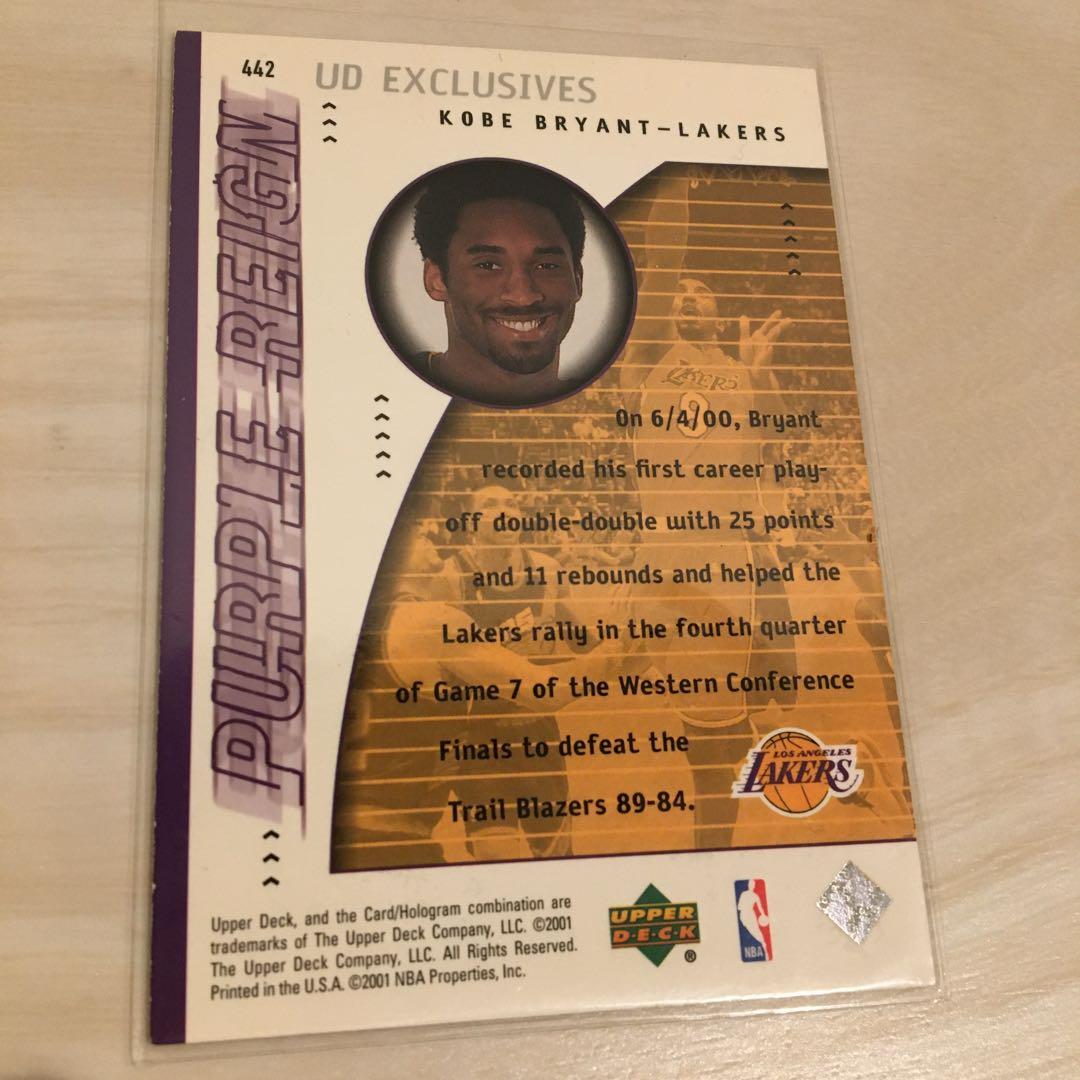 442
UD EXCLUSIVES
KOBE BRYANT-LAKERS
PURPLE REIGN
LAKERS
8
On 6/4/00, Bryant
recorded his first career play-
off double-double with 25 points
and 11 rebounds and helped the
Lakers rally in the fourth quarter
of Game 7 of the Western Conference
Finals to defeat the
Trail Blazers 89-84.
LOS ANGELES
LAKERS
Upper Deck, and the Card/Hologram combination are
trademarks of The Upper Deck Company, LLC. ©2001
The Upper Deck Company, LLC. All Rights Reserved.
Printed in the U.S.A. ©2001 NBA Properties, Inc.
UPPER
D·E·C·K
®
NBA